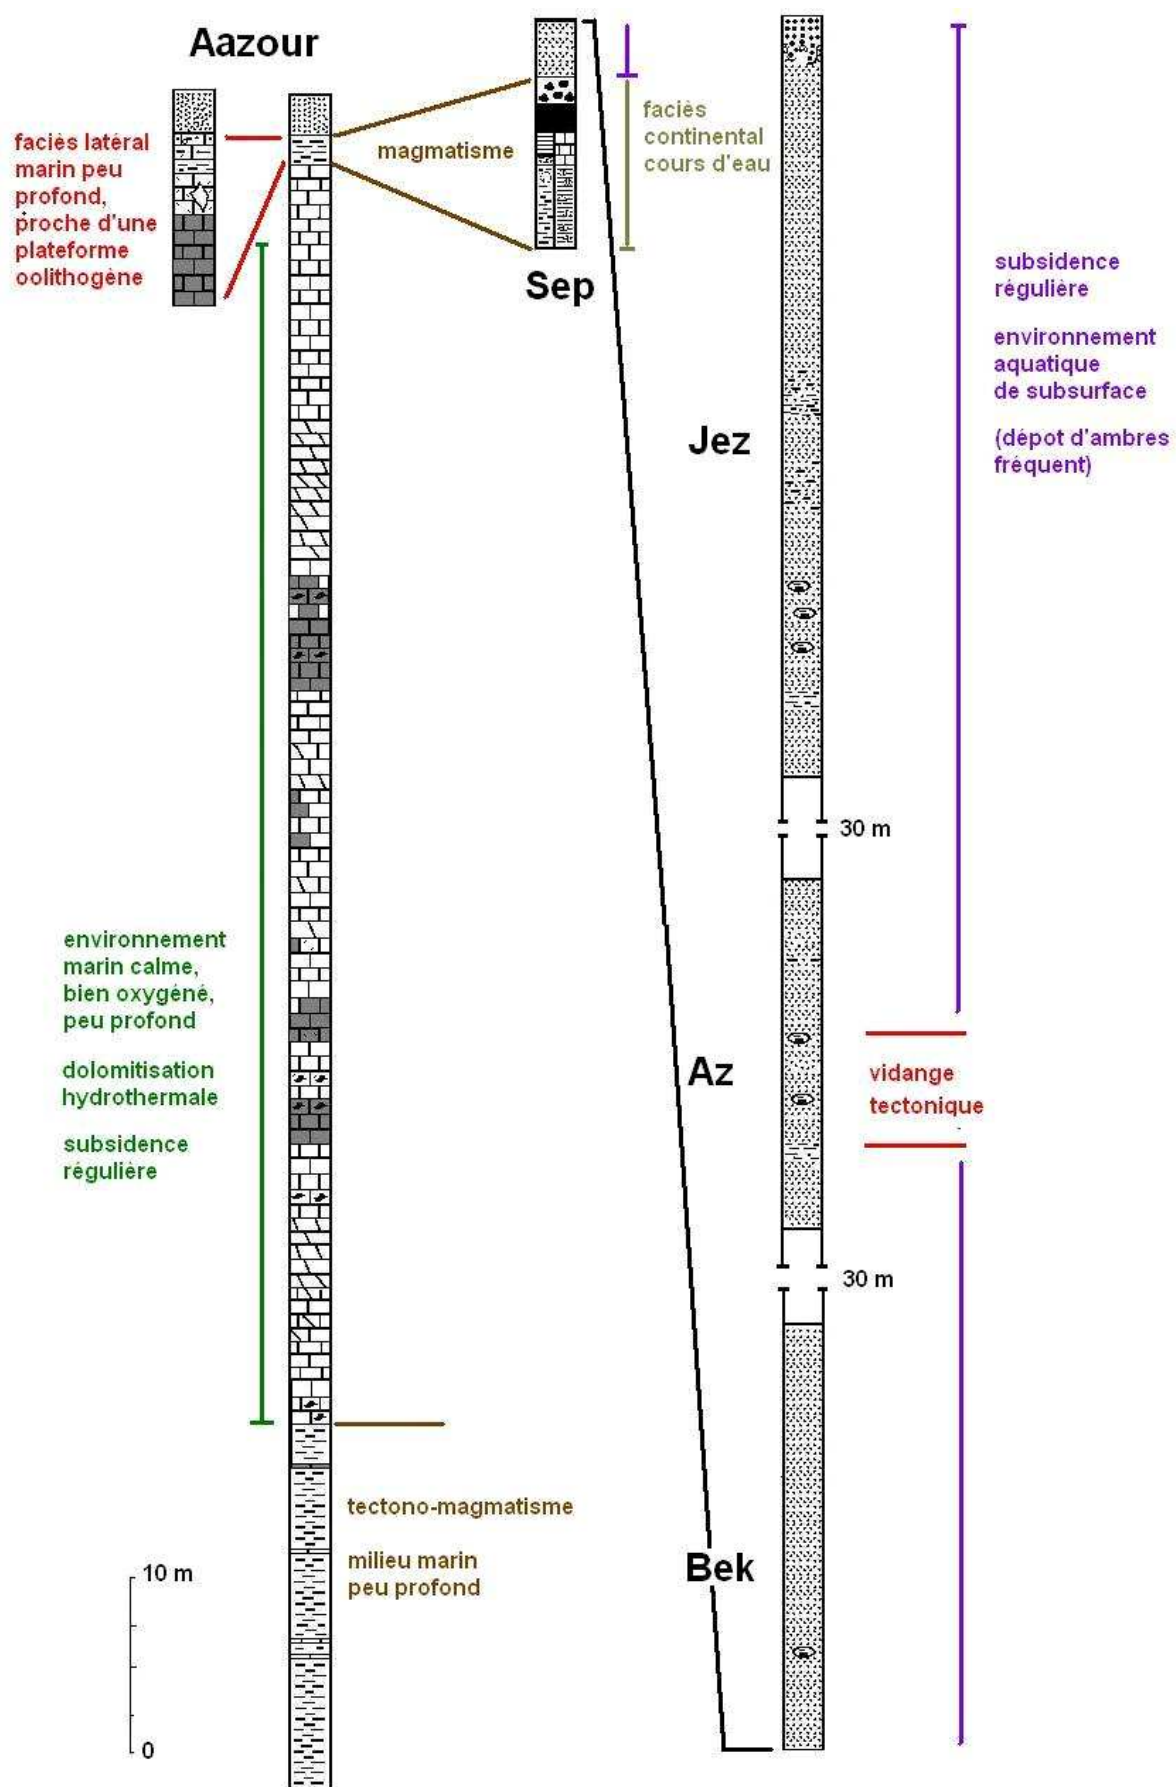 Aazour
faciès latéral
marin peu
profond,
proche d'une
plateforme
oolithogène
magmatisme
faciès
continental
cours d'eau
Sep
subsidence
régulière
environnement
aquatique
de subsurface
(dépot d'ambres
fréquent)
Jez
30 m
environnement
marin calme,
bien oxygéné,
peu profond
dolomitisation
hydrothermale
subsidence
régulière
Az
vidange
tectonique
30 m
tectono-magmatisme
milieu marin
peu profond
Bek
10 m
0